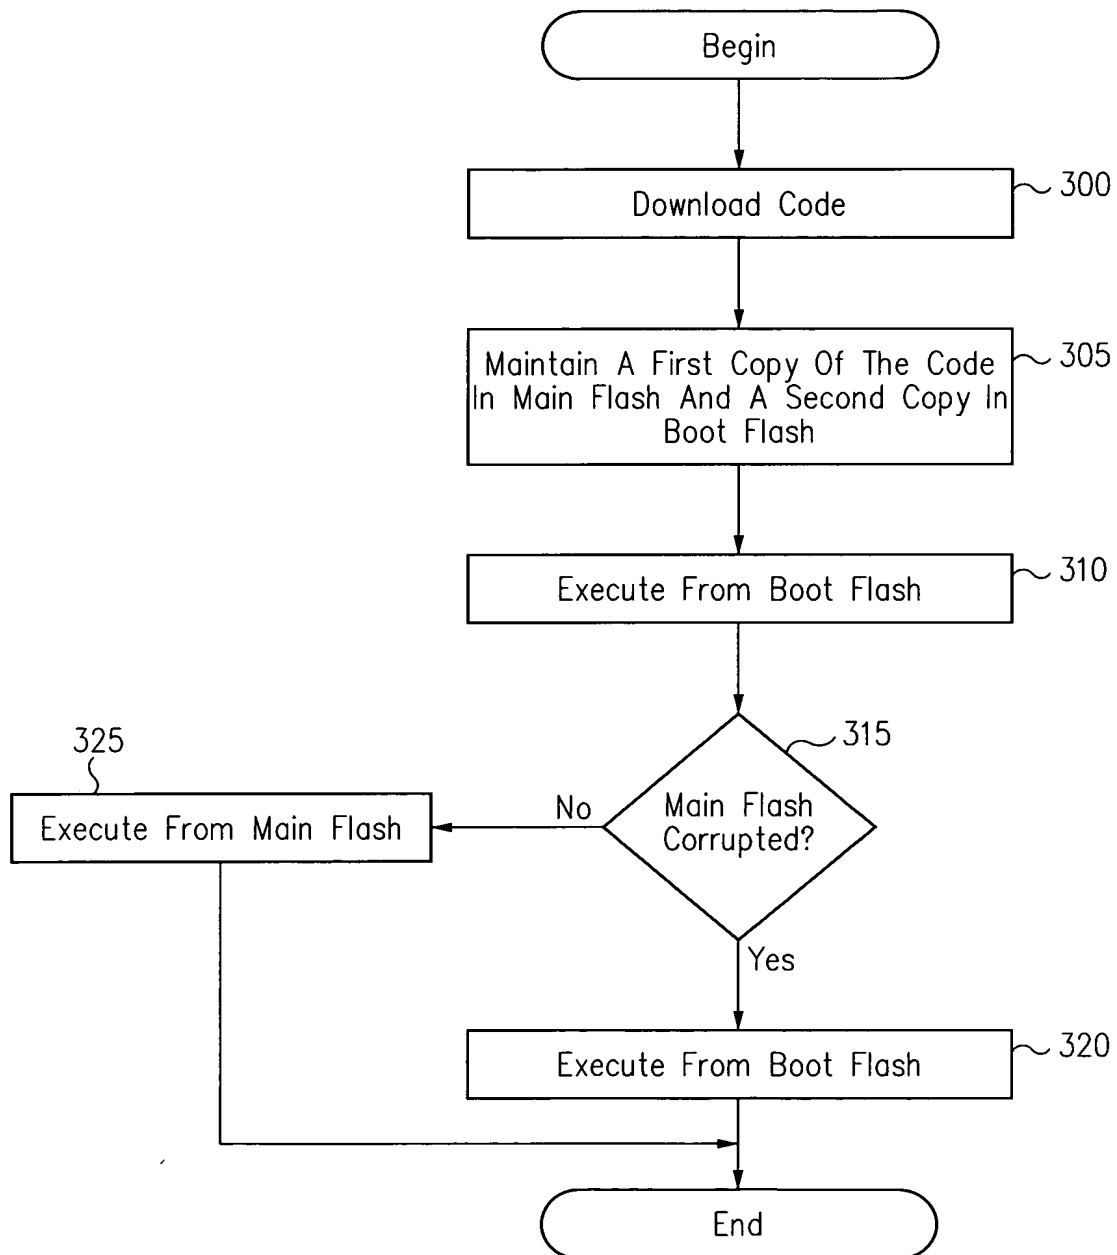 Begin
Download Code
300
Maintain A First Copy Of The Code
In Main Flash And A Second Copy In
Boot Flash
305
Execute From Boot Flash
310
315
Main Flash
Corrupted?
No
325
Execute From Main Flash
Yes
Execute From Boot Flash
320
End